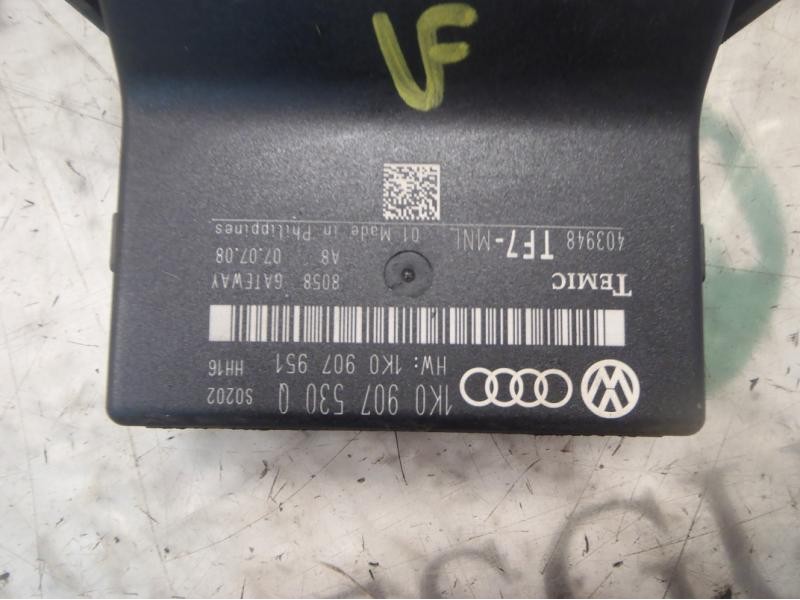 1K0 907 530 Q S0202
HW: 1K0 907 951 HH16
TEMIC 8058 GATEWAY
A8 07.07.08
403948 TF7-MNL 01 Made in Philippines
VF